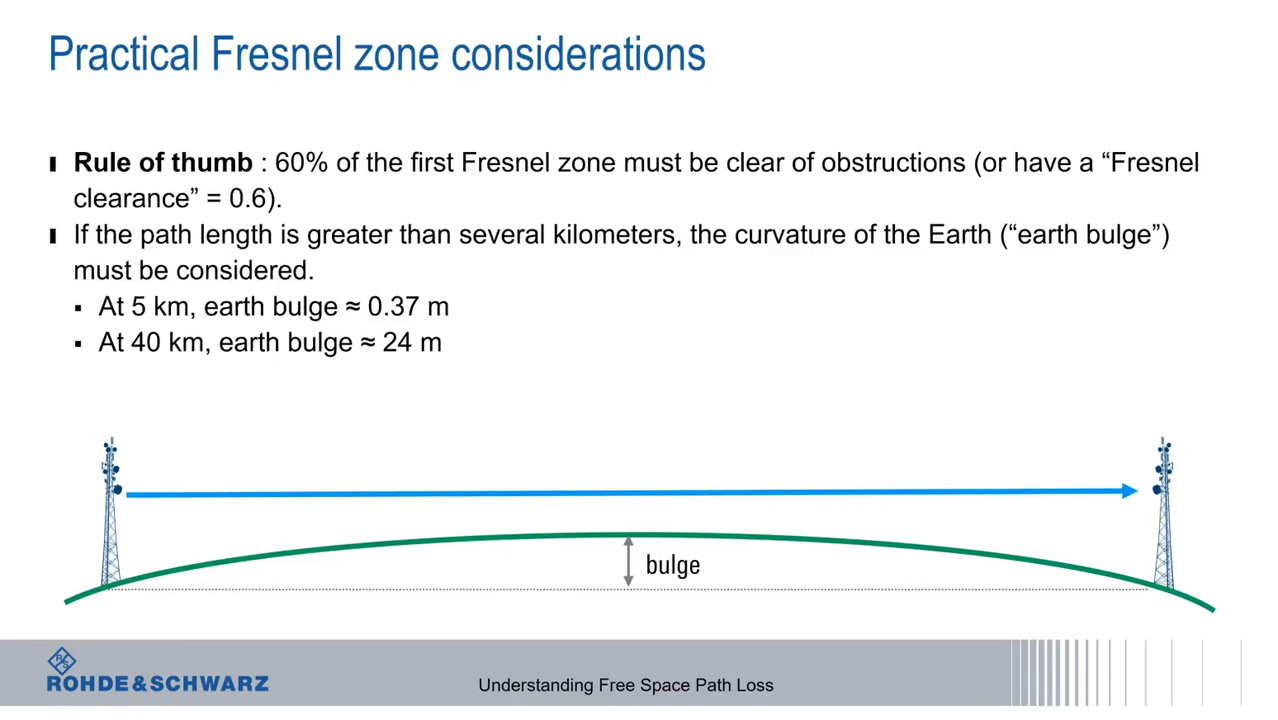 Practical Fresnel zone considerations
Rule of thumb : 60% of the first Fresnel zone must be clear of obstructions (or have a “Fresnel
clearance” = 0.6).
If the path length is greater than several kilometers, the curvature of the Earth (“earth bulge”)
must be considered.
At 5 km, earth bulge ≈ 0.37 m
At 40 km, earth bulge ≈ 24 m
bulge
R S
ROHDE&SCHWARZ
Understanding Free Space Path Loss